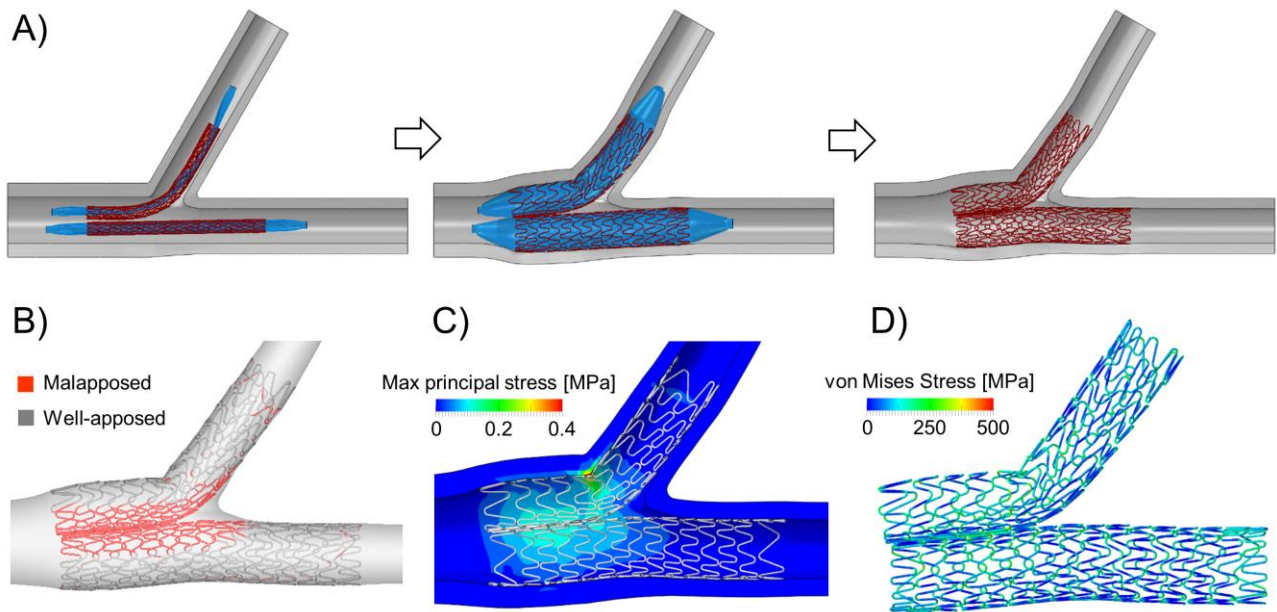 A)
B)
Malapposed
Well-apposed
C)
Max principal stress [MPa]
0 0.2 0.4
D)
von Mises Stress [MPa]
0 250 500